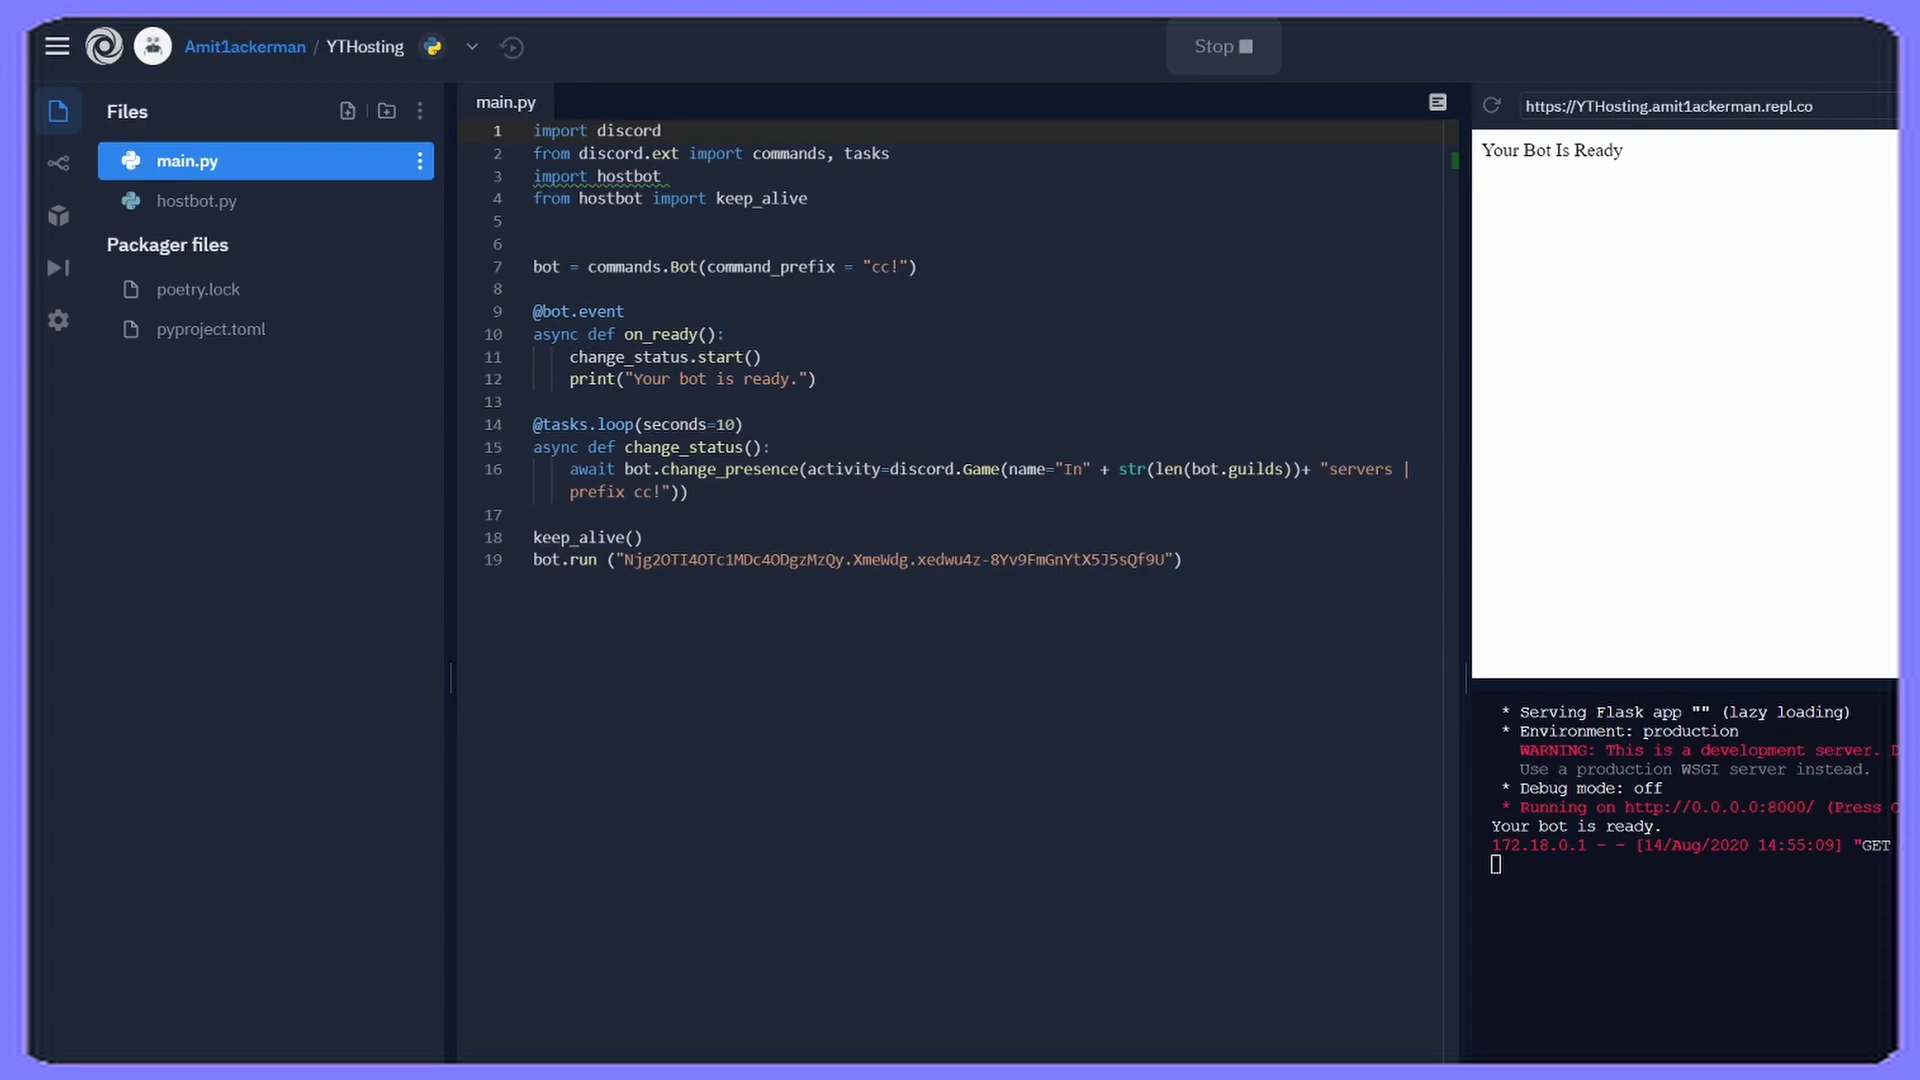 Amit1ackerman / YTHosting
Stop
Files
main.py
hostbot.py
Packager files
poetry.lock
pyproject.toml
main.py
1 import discord
2 from discord.ext import commands, tasks
3 import hostbot
4 from hostbot import keep_alive
5
6
7 bot = commands.Bot(command_prefix = "cc!")
8
9 @bot.event
10 async def on_ready():
11 change_status.start()
12 print("Your bot is ready.")
13
14 @tasks.loop(seconds=10)
15 async def change_status():
16 await bot.change_presence(activity=discord.Game(name="In" + str(len(bot.guilds))+ "servers |
prefix cc!"))
17
18 keep_alive()
19 bot.run ("Njg2OTI4OTc1MDc4ODgzMzQy.XmeWdg.xedwu4z-8Yv9FmGnYtX5J5sQf9U")
https://YTHosting.amit1ackerman.repl.co
Your Bot Is Ready
* Serving Flask app "" (lazy loading)
* Environment: production
WARNING: This is a development server. D
Use a production WSGI server instead.
* Debug mode: off
* Running on http://0.0.0.0:8000/ (Press C
Your bot is ready.
172.18.0.1 - - [14/Aug/2020 14:55:09] "GET